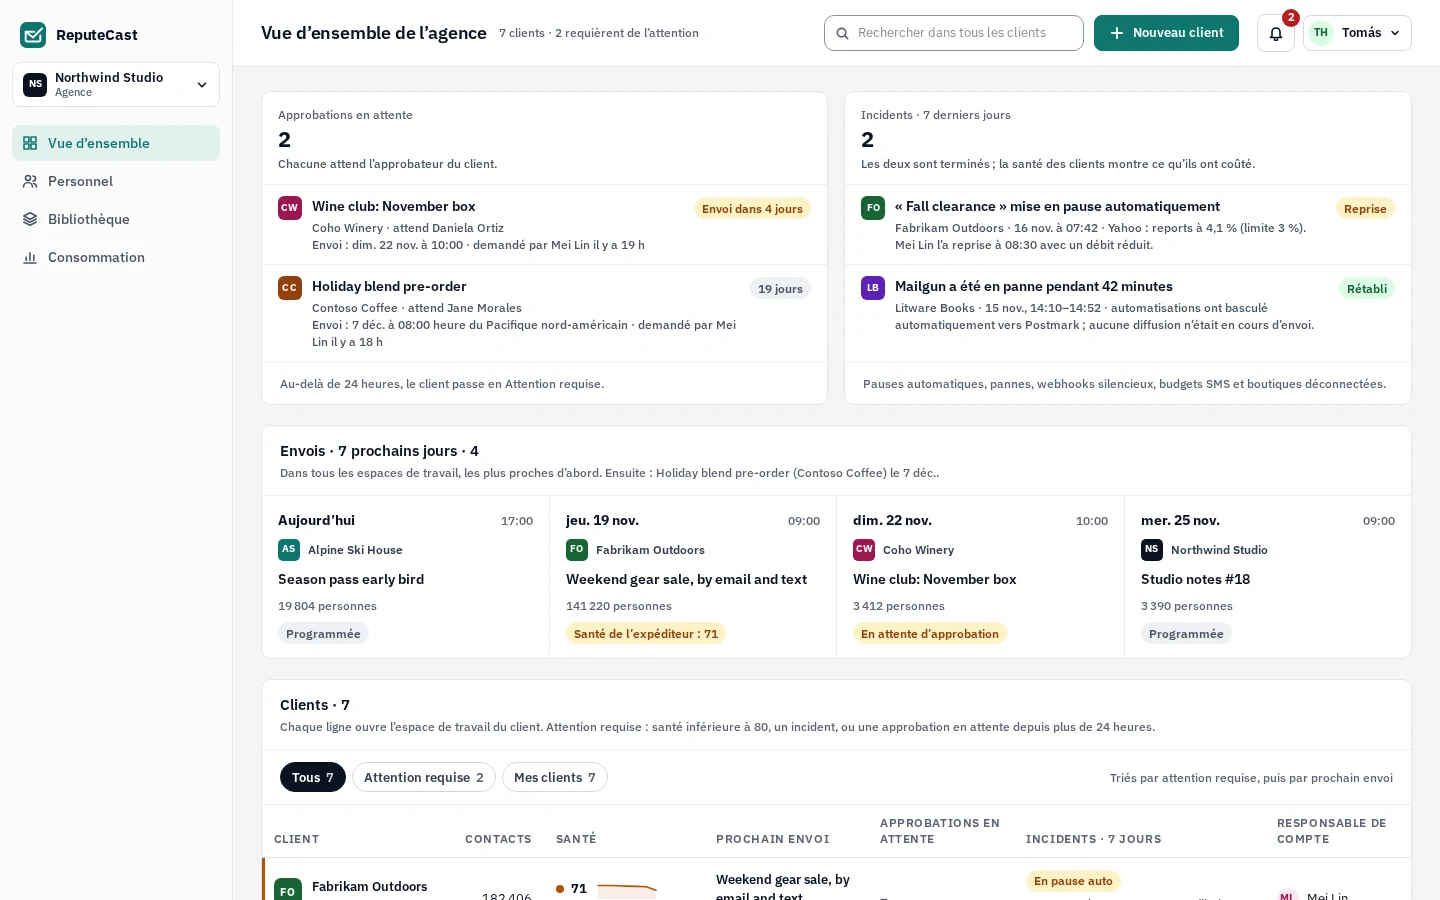 ReputeCast
NS
Northwind Studio
Agence
Vue d’ensemble
Personnel
Bibliothèque
Consommation
Vue d’ensemble de l’agence
7 clients · 2 requièrent de l’attention
Rechercher dans tous les clients
Nouveau client
2
TH
Tomás
Approbations en attente
2
Chacune attend l’approbateur du client.
CW
Wine club: November box
Envoi dans 4 jours
Coho Winery · attend Daniela Ortiz
Envoi : dim. 22 nov. à 10:00 · demandé par Mei Lin il y a 19 h
CC
Holiday blend pre-order
19 jours
Contoso Coffee · attend Jane Morales
Envoi : 7 déc. à 08:00 heure du Pacifique nord-américain · demandé par Mei
Lin il y a 18 h
Au-delà de 24 heures, le client passe en Attention requise.
Incidents · 7 derniers jours
2
Les deux sont terminés ; la santé des clients montre ce qu’ils ont coûté.
FO
« Fall clearance » mise en pause automatiquement
Reprise
Fabrikam Outdoors · 16 nov. à 07:42 · Yahoo : reports à 4,1 % (limite 3 %).
Mei Lin l’a reprise à 08:30 avec un débit réduit.
LB
Mailgun a été en panne pendant 42 minutes
Rétabli
Litware Books · 15 nov., 14:10–14:52 · automatisations ont basculé
automatiquement vers Postmark ; aucune diffusion n’était en cours d’envoi.
Pauses automatiques, pannes, webhooks silencieux, budgets SMS et boutiques déconnectées.
Envois · 7 prochains jours · 4
Dans tous les espaces de travail, les plus proches d’abord. Ensuite : Holiday blend pre-order (Contoso Coffee) le 7 déc..
Aujourd’hui
17:00
AS
Alpine Ski House
Season pass early bird
19 804 personnes
Programmée
jeu. 19 nov.
09:00
FO
Fabrikam Outdoors
Weekend gear sale, by email and text
141 220 personnes
Santé de l’expéditeur : 71
dim. 22 nov.
10:00
CW
Coho Winery
Wine club: November box
3 412 personnes
En attente d’approbation
mer. 25 nov.
09:00
NS
Northwind Studio
Studio notes #18
3 390 personnes
Programmée
Clients · 7
Chaque ligne ouvre l’espace de travail du client. Attention requise : santé inférieure à 80, un incident, ou une approbation en attente depuis plus de 24 heures.
Tous 7
Attention requise 2
Mes clients 7
Triés par attention requise, puis par prochain envoi
CLIENT
CONTACTS
SANTÉ
PROCHAIN ENVOI
APPROBATIONS EN
ATTENTE
INCIDENTS · 7 JOURS
RESPONSABLE DE
COMPTE
FO
Fabrikam Outdoors
182 406
71
Weekend gear sale, by
email and text
En pause auto
ML
Mei Lin